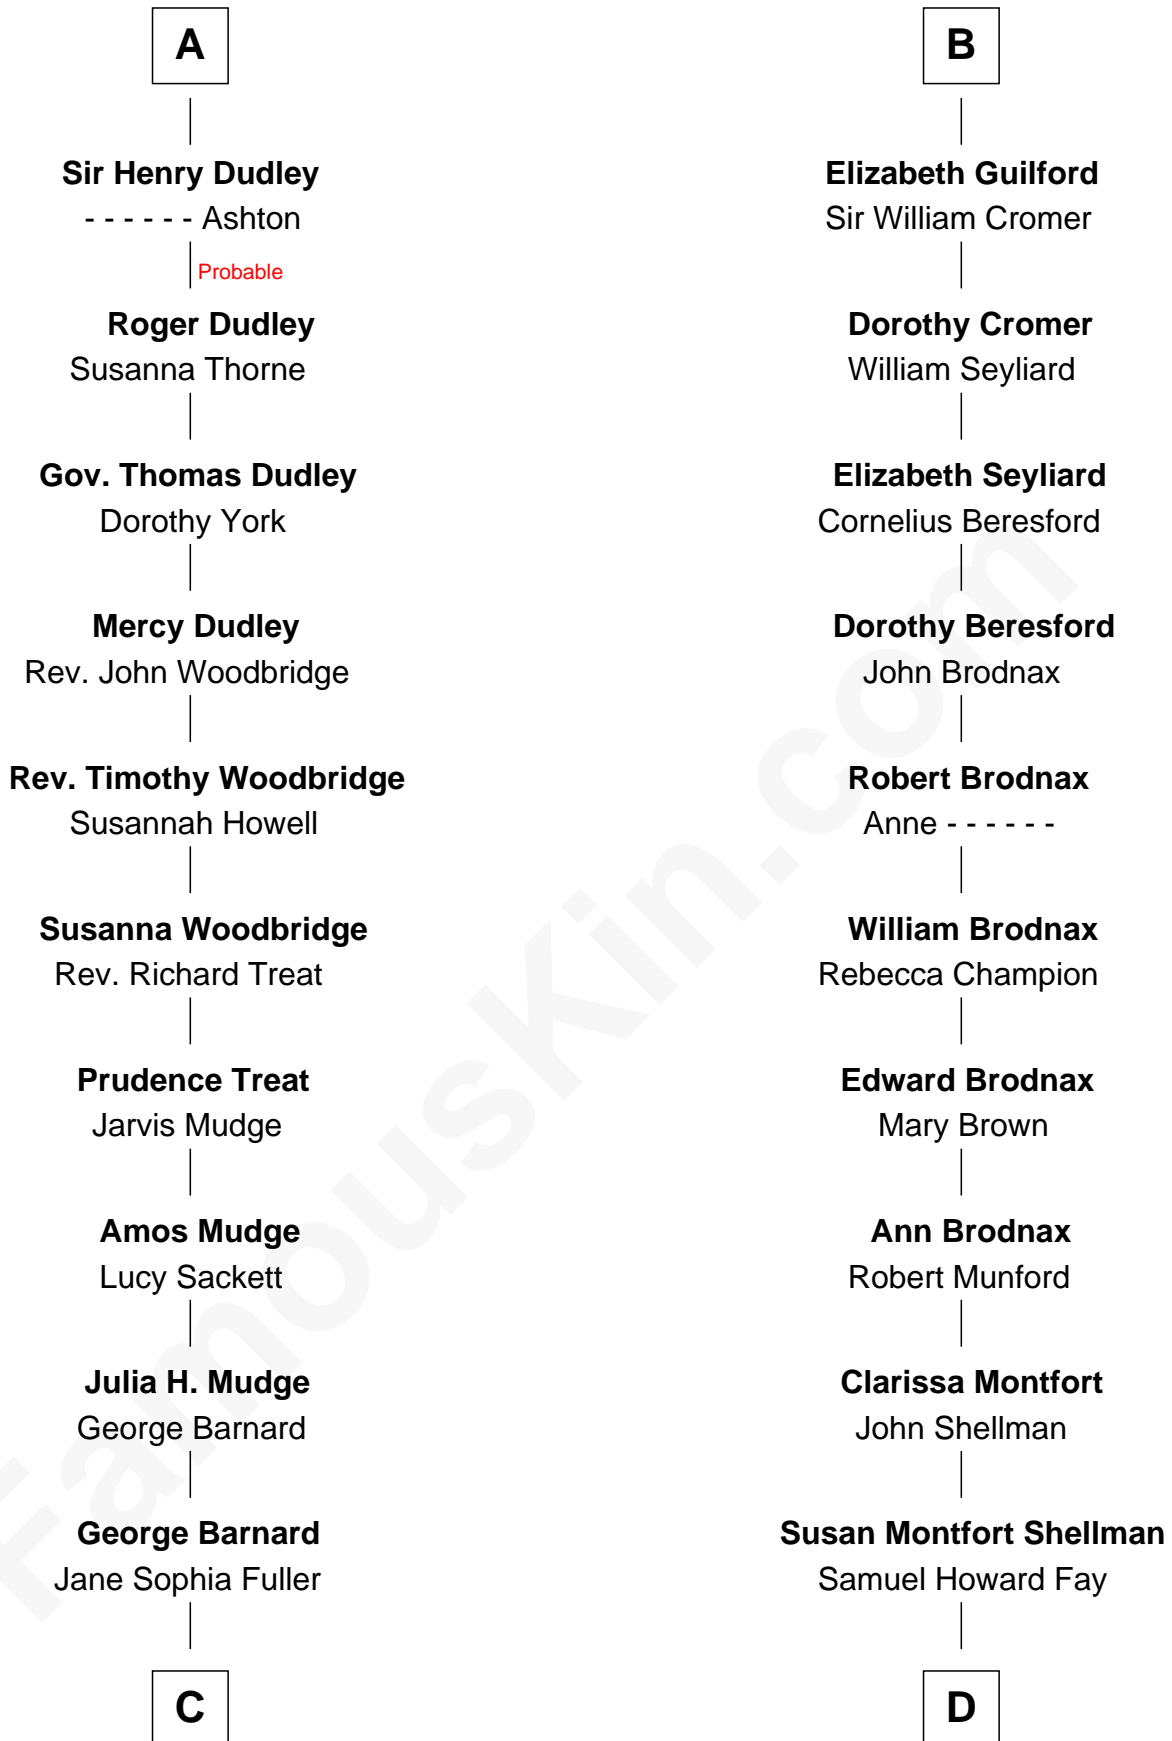 A
Sir Henry Dudley
- - - - - - Ashton
Probable
Roger Dudley
Susanna Thorne
Gov. Thomas Dudley
Dorothy York
Mercy Dudley
Rev. John Woodbridge
Rev. Timothy Woodbridge
Susannah Howell
Susanna Woodbridge
Rev. Richard Treat
Prudence Treat
Jarvis Mudge
Amos Mudge
Lucy Sackett
Julia H. Mudge
George Barnard
George Barnard
Jane Sophia Fuller
C
B
Elizabeth Guilford
Sir William Cromer
Dorothy Cromer
William Seyliard
Elizabeth Seyliard
Cornelius Beresford
Dorothy Beresford
John Brodnax
Robert Brodnax
Anne - - - - - -
William Brodnax
Rebecca Champion
Edward Brodnax
Mary Brown
Ann Brodnax
Robert Munford
Clarissa Montfort
John Shellman
Susan Montfort Shellman
Samuel Howard Fay
D
FamousKin.com